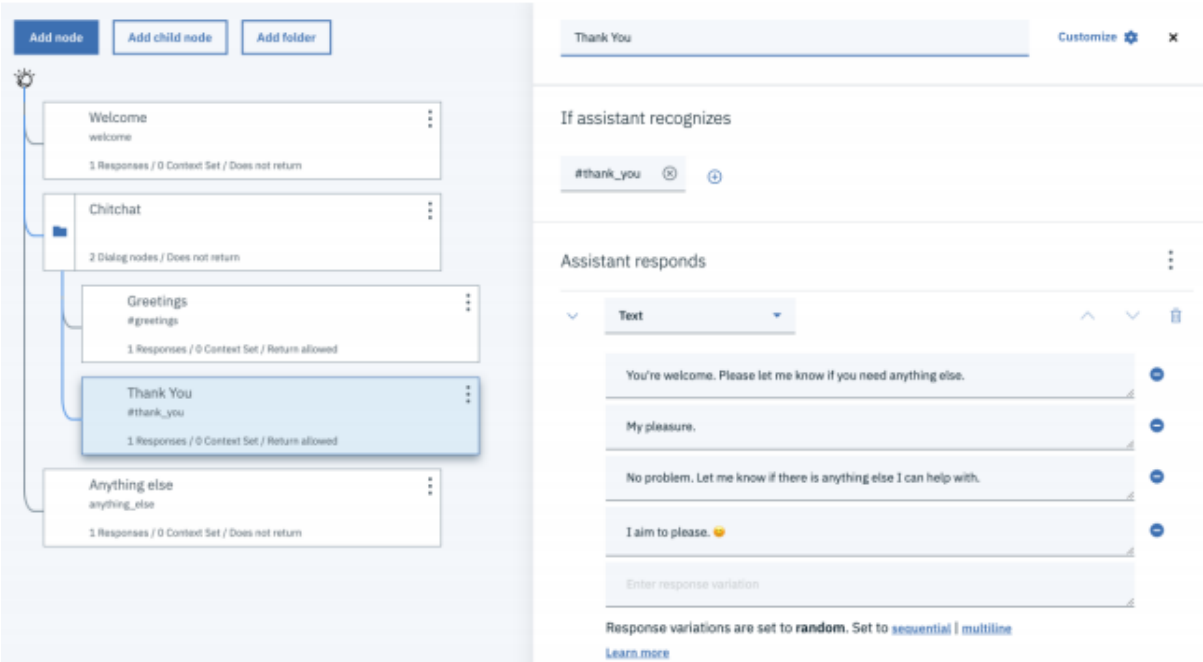 Add node
Add child node
Add folder
Welcome
welcome
1 Responses / 0 Context Set / Does not return
Chitchat
2 Dialog nodes / Does not return
Greetings
#greetings
1 Responses / 0 Context Set / Return allowed
Thank You
#thank_you
1 Responses / 0 Context Set / Return allowed
Anything else
anything_else
1 Responses / 0 Context Set / Does not return
Thank You
Customize
If assistant recognizes
#thank_you
Assistant responds
Text
You're welcome. Please let me know if you need anything else.
My pleasure.
No problem. Let me know if there is anything else I can help with.
I aim to please. 😊
Enter response variation
Response variations are set to random. Set to sequential | multiline
Learn more